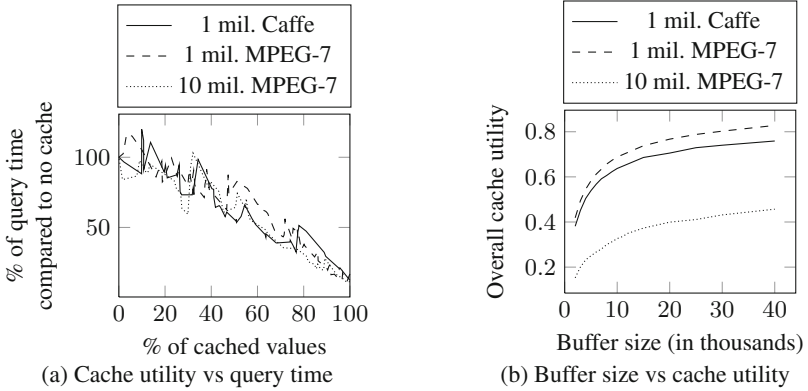 1 mil. Caffe
1 mil. MPEG-7
10 mil. MPEG-7
% of query time
compared to no cache
100
50
0 20 40 60 80 100
% of cached values
(a) Cache utility vs query time
1 mil. Caffe
1 mil. MPEG-7
10 mil. MPEG-7
Overall cache utility
0.8
0.6
0.4
0.2
10 20 30 40
Buffer size (in thousands)
(b) Buffer size vs cache utility